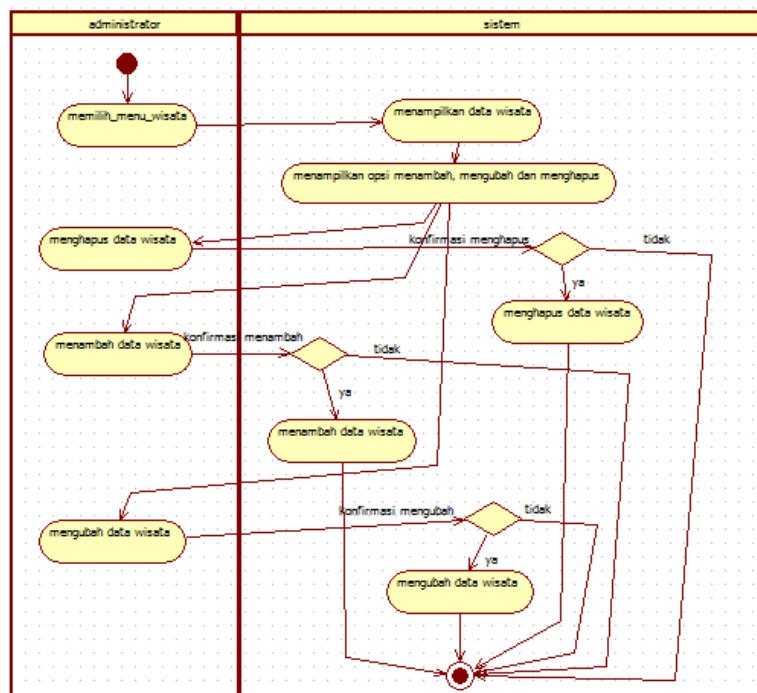 administrator
sistem
memilih_menu_wisata
menampilkan data wisata
menampilkan opsi menambah, mengubah dan menghapus
menghapus data wisata
konfirmasi menghapus
tidak
ya
menghapus data wisata
menambah data wisata
konfirmasi menambah
tidak
ya
menambah data wisata
mengubah data wisata
konfirmasi mengubah
tidak
ya
mengubah data wisata